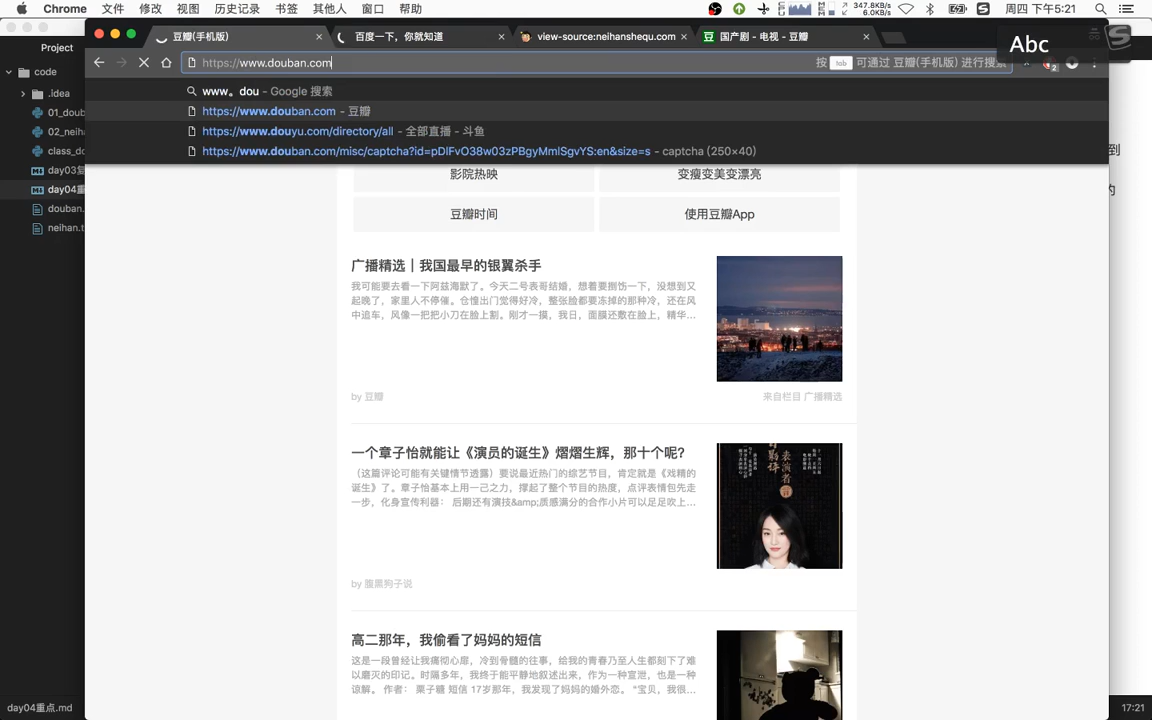 Chrome 文件 修改 视图 历史记录 书签 其他人 窗口 帮助 347.8KB/s 6.0KB/s 周四 下午5:21
豆瓣(手机版) 百度一下，你就知道 view-source:neihanshequ.com 国产剧 - 电视 - 豆瓣
Abc
Project
https://www.douban.com 按 tab 可通过 豆瓣(手机版) 进行搜索
code
www。dou - Google 搜索
.idea
https://www.douban.com - 豆瓣
01_doub
https://www.douyu.com/directory/all - 全部直播 - 斗鱼
02_neih
https://www.douban.com/misc/captcha?id=pDlFvO38w03zPBgyMmlSgvYS:en&size=s - captcha (250×40)
class_do
到
day03复
影院热映 变瘦变美变漂亮
day04重
的
douban.
豆瓣时间 使用豆瓣App
neihan.t
广播精选｜我国最早的银翼杀手
我可能要去看一下阿兹海默了。今天二号表哥结婚，想着要捯饬一下，没想到又
起晚了，家里人不停催。仓惶出门觉得好冷，整张脸都要冻掉的那种冷，还在风
中追车，风像一把把小刀在脸上割。刚才一摸，我日，面膜还敷在脸上，精华...
by 豆瓣 来自栏目 广播精选
一个章子怡就能让《演员的诞生》熠熠生辉，那十个呢?
（这篇评论可能有关键情节透露）要说最近热门的综艺节目，肯定就是《戏精的
诞生》了。章子怡基本上用一己之力，撑起了整个节目的热度，点评表情包先走
一步，化身宣传利器： 后期还有演技&amp;质感满分的合作小片可以足足吹上...
by 腹黑狗子说
高二那年，我偷看了妈妈的短信
这是一段曾经让我痛彻心扉，冷到骨髓的往事，给我的青春乃至人生都刻下了难
以磨灭的印记。时隔多年，我终于能平静地叙述出来，作为一种宣泄，也是一种
谅解。 作者： 栗子糖 短信 17岁那年，我发现了妈妈的婚外恋。 "宝贝，我很...
day04重点.md 17:21